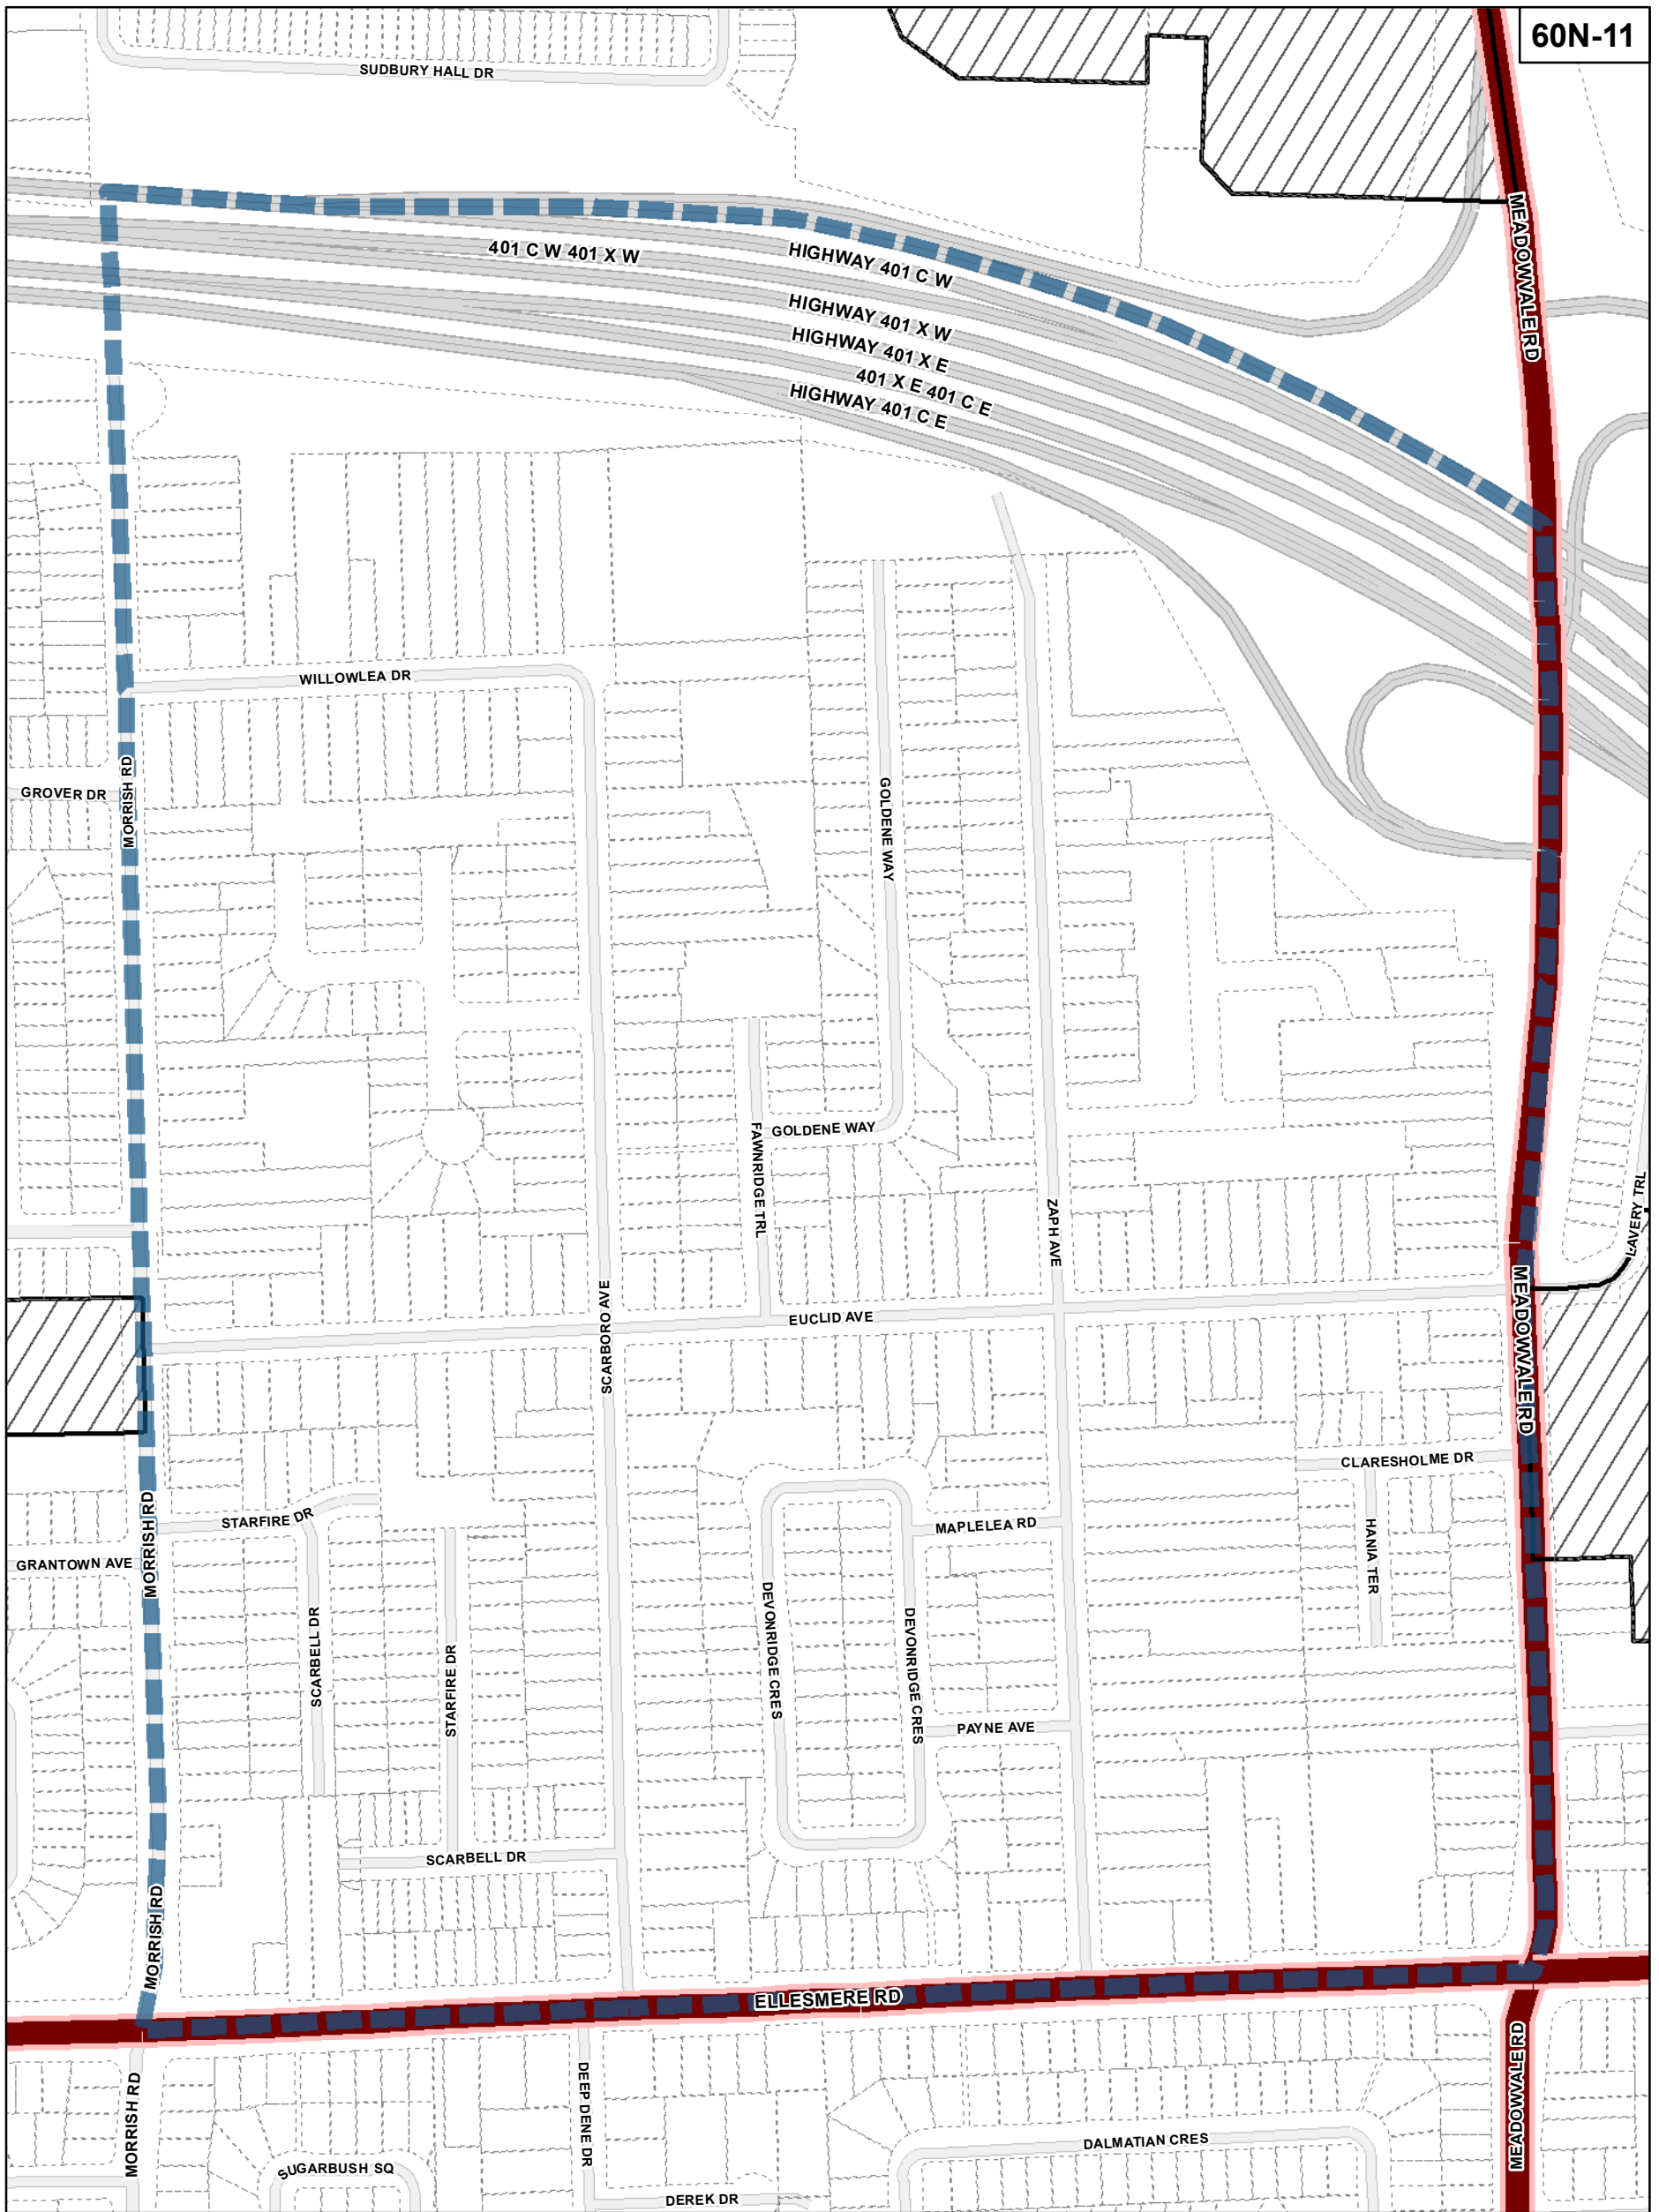 60N-11
SUDBURY HALL DR
MEADOWVALE RD
401 C W 401 X W
HIGHWAY 401 C W
HIGHWAY 401 X W
HIGHWAY 401 X E
401 X E 401 C E
HIGHWAY 401 C E
WILLOWLEA DR
GROVER DR
MORRISH RD
GOLDENE WAY
GOLDENE WAY
FAWNRIDGE TRL
ZAPH AVE
LAVERY TRL
SCARBORO AVE
EUCLID AVE
MEADOWVALE RD
CLARESHOLME DR
STARFIRE DR
MORRISH RD
GRANTOWN AVE
MAPLELEA RD
HANIA TER
DEVONRIDGE CRES
DEVONRIDGE CRES
SCARBELL DR
STARFIRE DR
PAYNE AVE
SCARBELL DR
MORRISH RD
ELLESMERE RD
MORRISH RD
DEEP DENE DR
MEADOWVALE RD
DALMATIAN CRES
SUGARBUSH SQ
DEREK DR